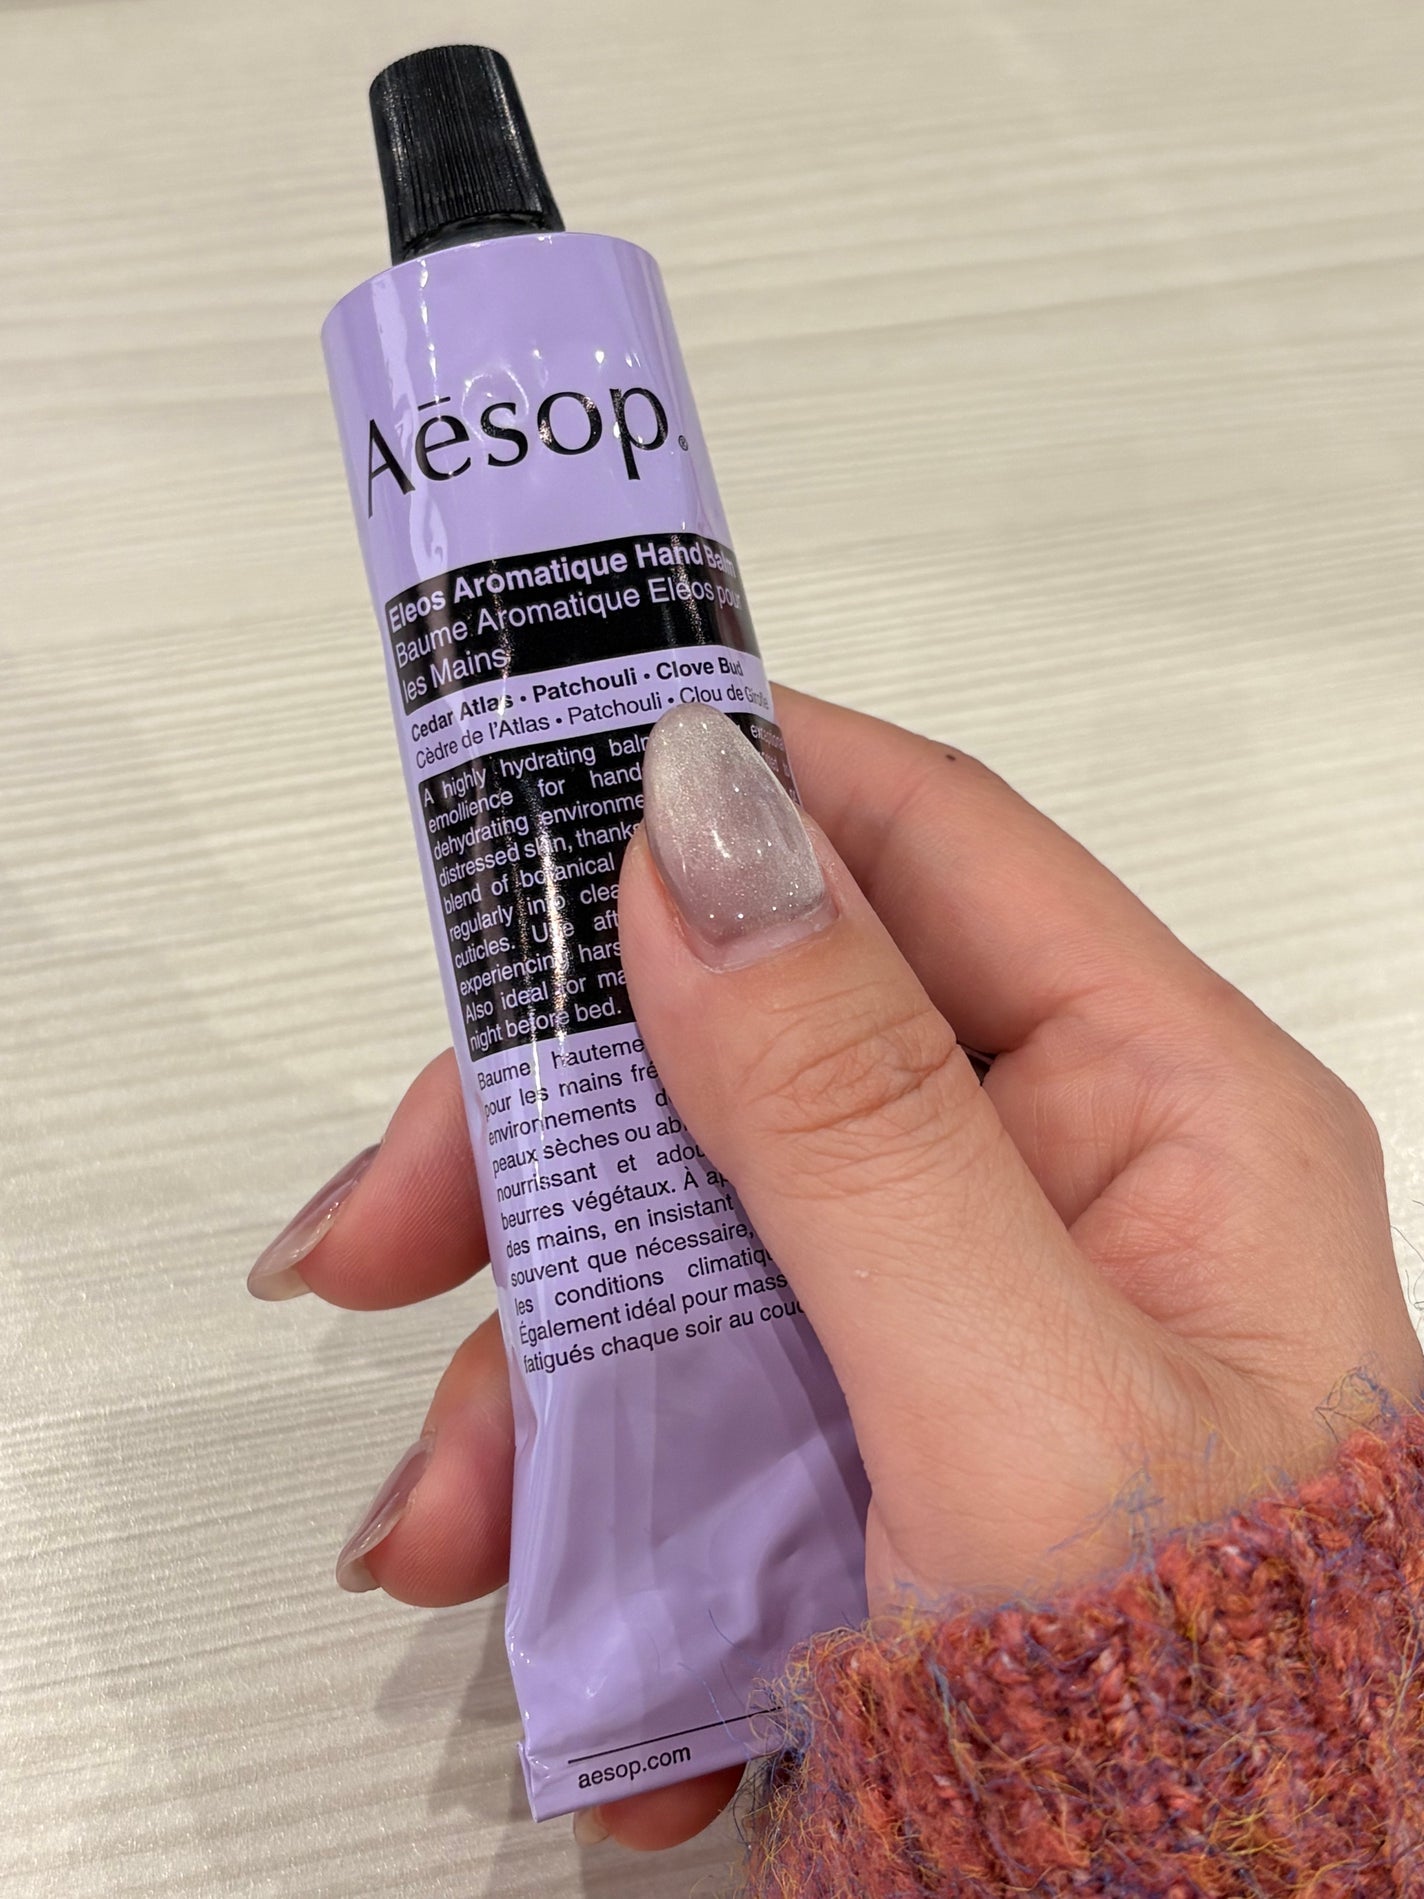 Aēsop.®
Eleos Aromatique Hand Balm
Baume Aromatique Eleos pour
les Mains
Cedar Atlas • Patchouli • Clove Bud
Cèdre de l'Atlas • Patchouli • Clou de Girofle
A highly hydrating balm
emollience for hand
dehydrating
distressed skin, thanks
blend of botanical
regularly into
cuticles. Use
experiencing
Also ideal for
night before bed.
Baume
pour les mains
environnements
peaux sèches ou
nourrissant et
beurres végétaux. À
des mains, en insistant
souvent que nécessaire,
les conditions
Également idéal pour
fatigués chaque soir au
aesop.com